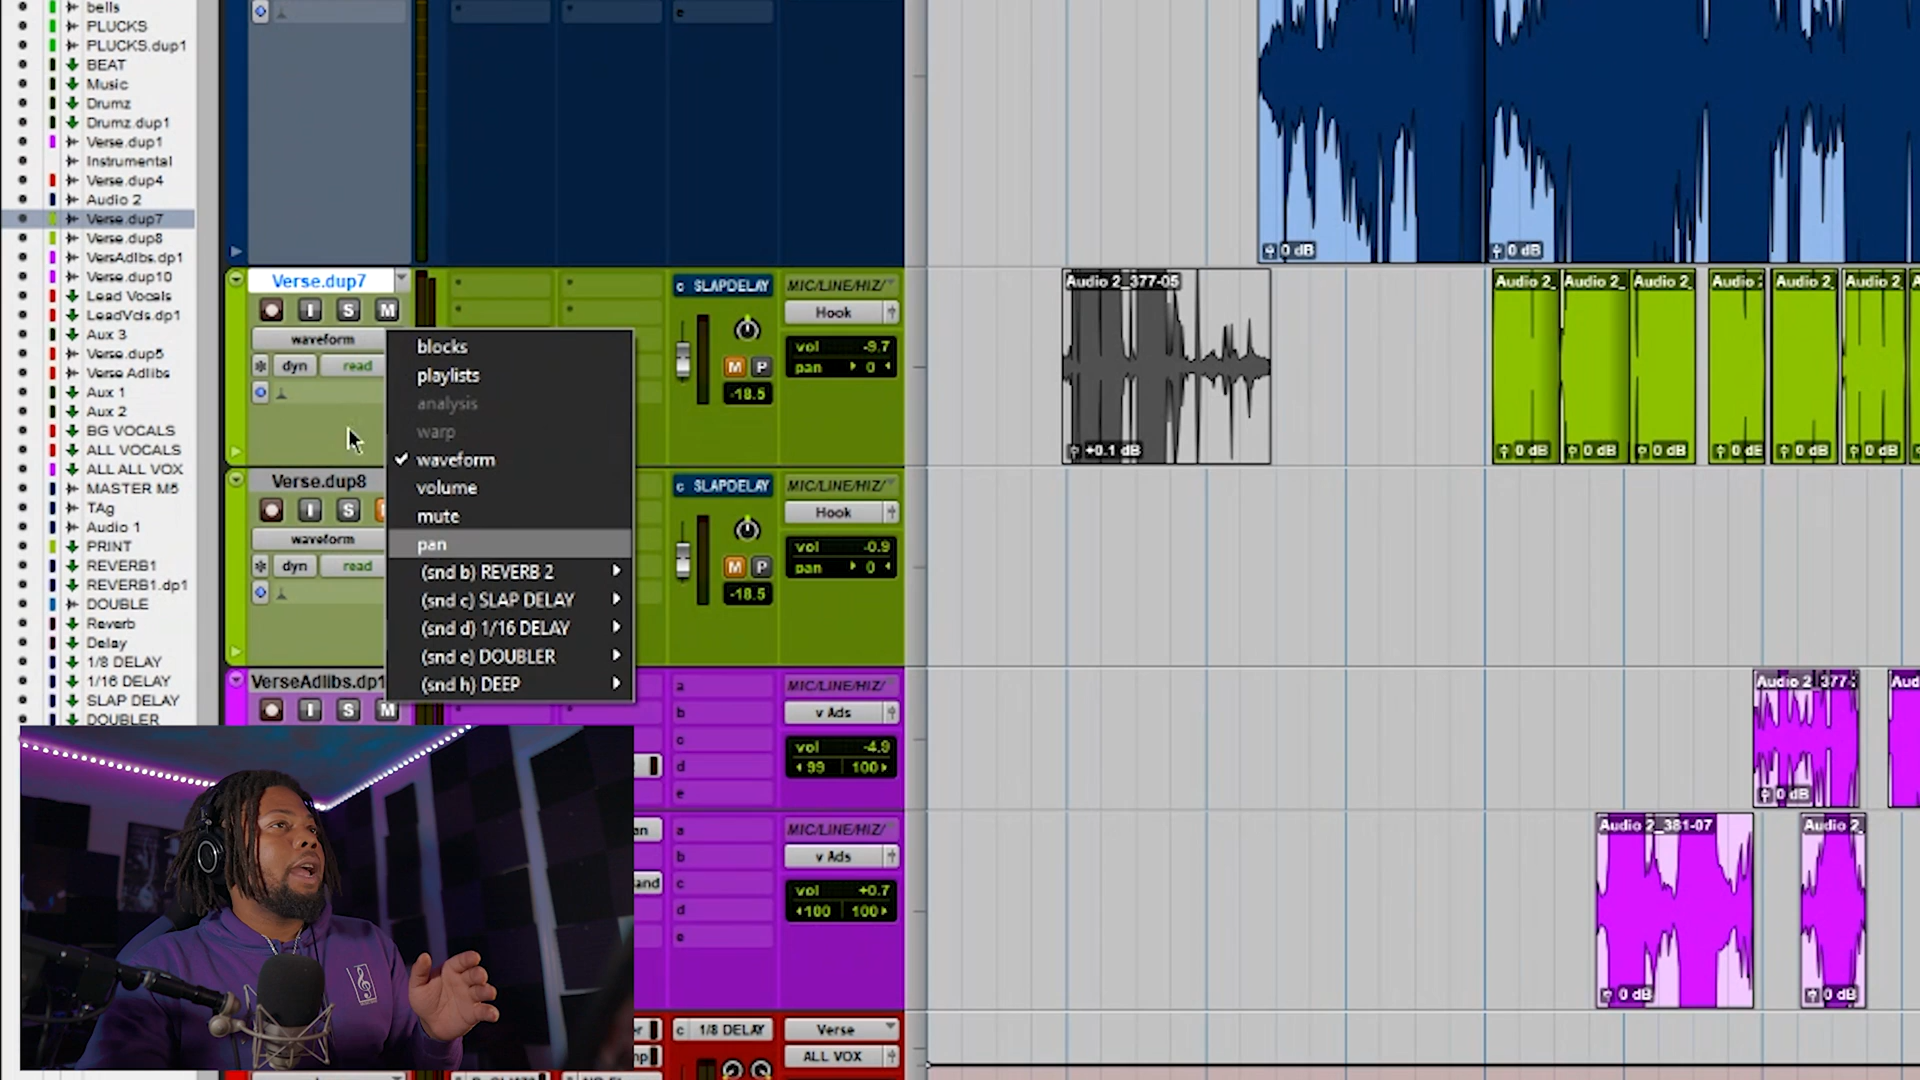 bells
PLUCKS
PLUCKS.dup1
BEAT
Music
Drumz
Drumz.dup1
Verse.dup1
Instrumental
Verse.dup4
Audio 2
Verse.dup7
Verse.dup8
VersAdlbs.dp1
Verse.dup10
Lead Vocals
LeadVcls.dp1
Aux 3
Verse.dup5
Verse Adlibs
Aux 1
Aux 2
BG VOCALS
ALL VOCALS
ALL ALL VOX
MASTER M5
TAg
Audio 1
PRINT
REVERB1
REVERB1.dp1
DOUBLE
Reverb
Delay
1/8 DELAY
1/16 DELAY
SLAP DELAY
DOUBLER
e
0 dB
0 dB
Verse.dup7
I S M
waveform
dyn read
c SLAPDELAY
M P
-18.5
MIC/LINE/HIZ/
Hook
vol -9.7
pan 0
blocks
playlists
analysis
warp
waveform
volume
mute
pan
(snd b) REVERB 2
(snd c) SLAP DELAY
(snd d) 1/16 DELAY
(snd e) DOUBLER
(snd h) DEEP
Audio 2_377-05
+0.1 dB
Audio 2_ Audio 2_ Audio 2_ Audio Audio 2_ Audio 2
0 dB 0 dB 0 dB 0 dB 0 dB 0 dB
Verse.dup8
I S
waveform
dyn read
c SLAPDELAY
M P
-18.5
MIC/LINE/HIZ/
Hook
vol -0.9
pan 0
VerseAdlibs.dp1
I S M
a
b
c
d
e
MIC/LINE/HIZ/
v Ads
vol -4.9
99 100
Audio 2_377- Aud
0 dB
an
and
a
b
c
d
e
MIC/LINE/HIZ/
v Ads
vol +0.7
100 100
Audio 2_381-07 Audio 2_
0 dB 0 dB
c 1/8 DELAY
Verse
ALL VOX